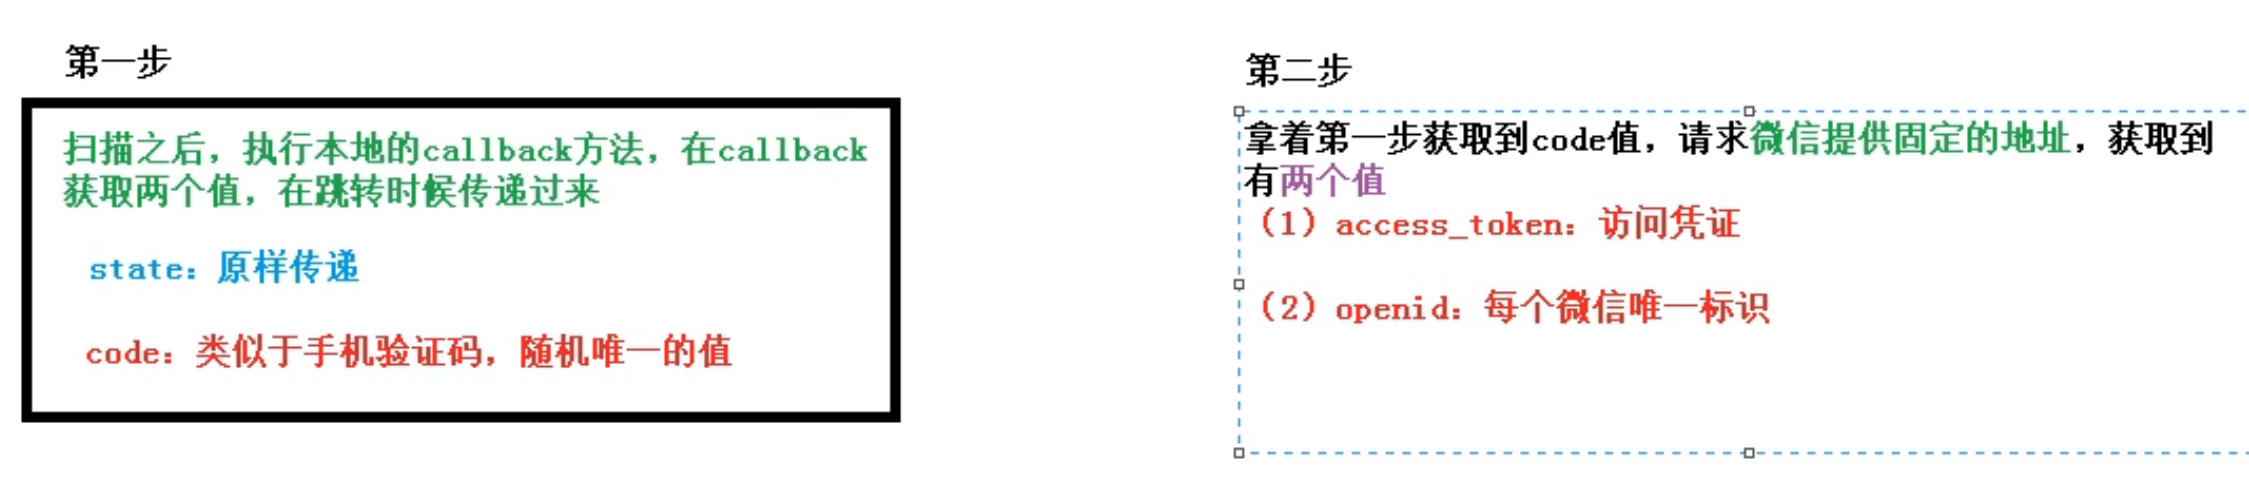 第一步
扫描之后，执行本地的callback方法，在callback
获取两个值，在跳转时候传递过来
state：原样传递
code：类似于手机验证码，随机唯一的值
第二步
拿着第一步获取到code值，请求微信提供固定的地址，获取到
有两个值
（1）access_token：访问凭证
（2）openid：每个微信唯一标识